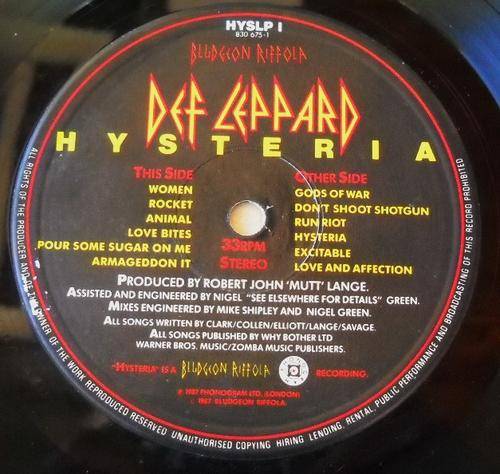 HYSLP 1
830 675-1
BLUDGEON RIFFOLA
DEF LEPPARD
HYSTERIA
THIS SIDE
WOMEN
ROCKET
ANIMAL
LOVE BITES
POUR SOME SUGAR ON ME
ARMAGEDDON IT
OTHER SIDE
GODS OF WAR
DON'T SHOOT SHOTGUN
RUN RIOT
HYSTERIA
EXCITABLE
LOVE AND AFFECTION
33RPM
STEREO
PRODUCED BY ROBERT JOHN 'MUTT' LANGE.
ASSISTED AND ENGINEERED BY NIGEL "SEE ELSEWHERE FOR DETAILS" GREEN.
MIXES ENGINEERED BY MIKE SHIPLEY AND NIGEL GREEN.
ALL SONGS WRITTEN BY CLARK/COLLEN/ELLIOTT/LANGE/SAVAGE.
ALL SONGS PUBLISHED BY WHY BOTHER LTD
WARNER BROS. MUSIC/ZOMBA MUSIC PUBLISHERS.
"HYSTERIA" IS A BLUDGEON RIFFOLA RECORDING.
℗ 1987 PHONOGRAM LTD. (LONDON)
© 1987 BLUDGEON RIFFOLA.
ALL RIGHTS OF THE PRODUCER AND OF THE OWNER OF THE WORK REPRODUCED RESERVED UNAUTHORISED COPYING HIRING LENDING, RENTAL, PUBLIC PERFORMANCE AND BROADCASTING OF THIS RECORD PROHIBITED